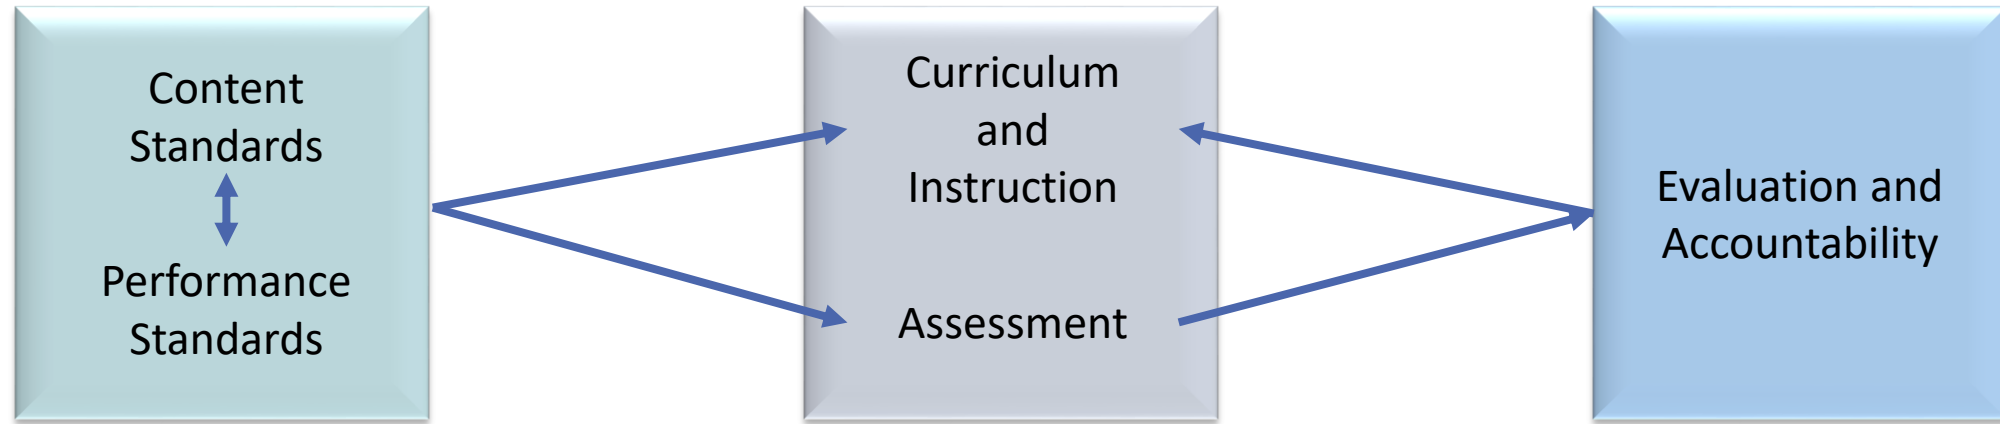 Content
Standards
Performance
Standards
Curriculum
and
Instruction
Assessment
Evaluation and
Accountability